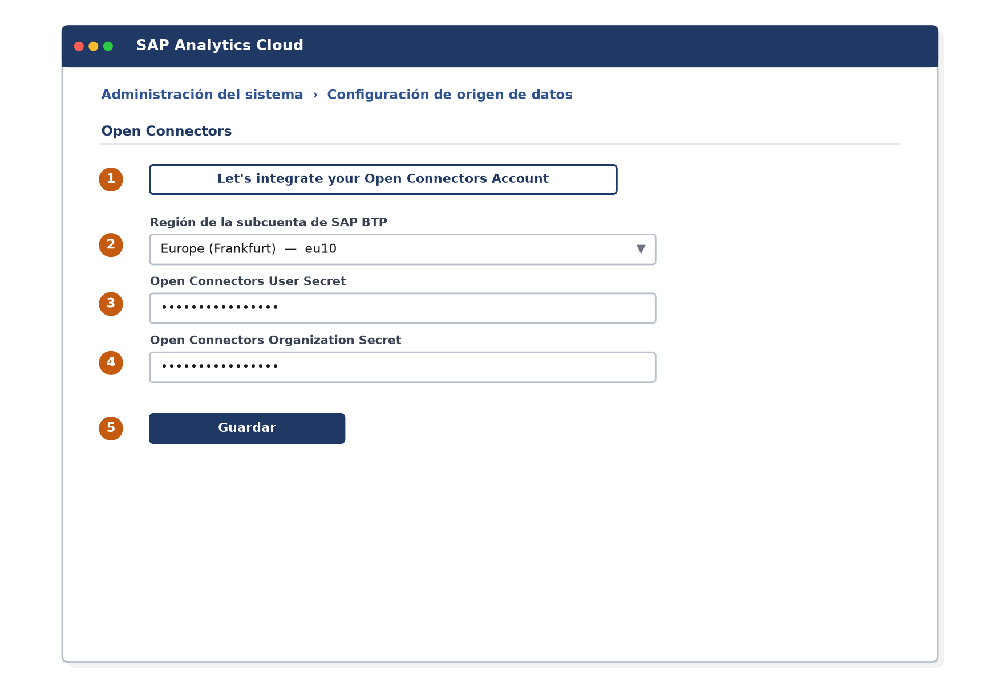 SAP Analytics Cloud
Administración del sistema › Configuración de origen de datos
Open Connectors
1 Let's integrate your Open Connectors Account
Región de la subcuenta de SAP BTP
2 Europe (Frankfurt) — eu10 ▼
Open Connectors User Secret
3 ••••••••••••••••
Open Connectors Organization Secret
4 ••••••••••••••••
5 Guardar